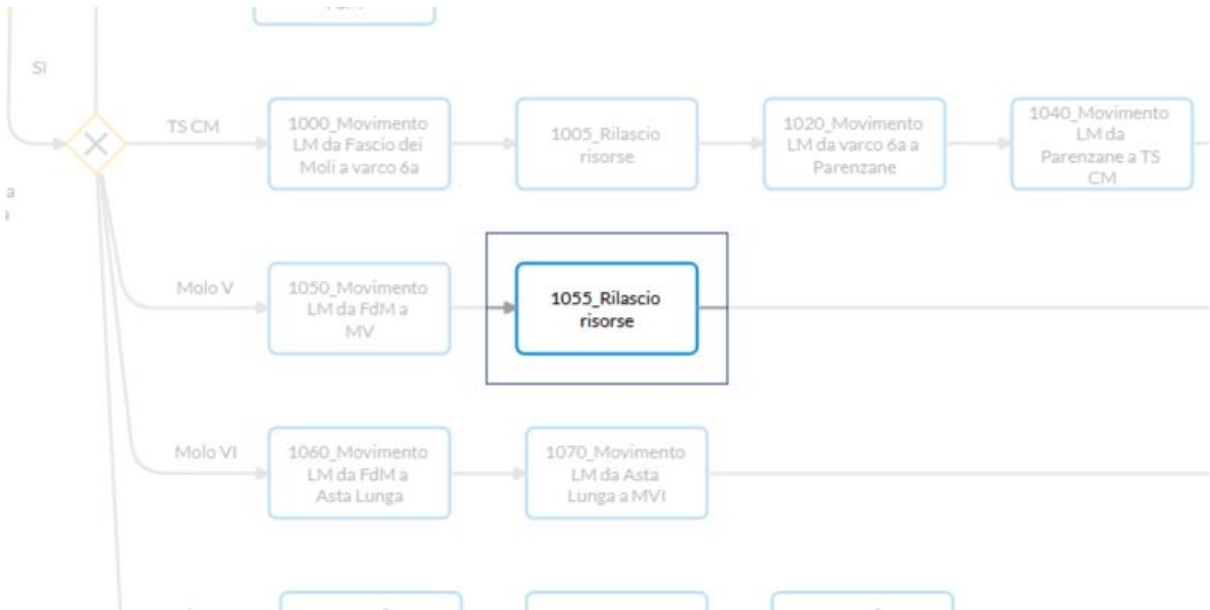 SI
TS CM
1000_Movimento
LM da Fascio dei
Moli a varco 6a
1005_Rilascio
risorse
1020_Movimento
LM da varco 6a a
Parenzane
1040_Movimento
LM da
Parenzane a TS
CM
a
Molo V
1050_Movimento
LM da FdM a
MV
1055_Rilascio
risorse
Molo VI
1060_Movimento
LM da FdM a
Asta Lunga
1070_Movimento
LM da Asta
Lunga a MVI